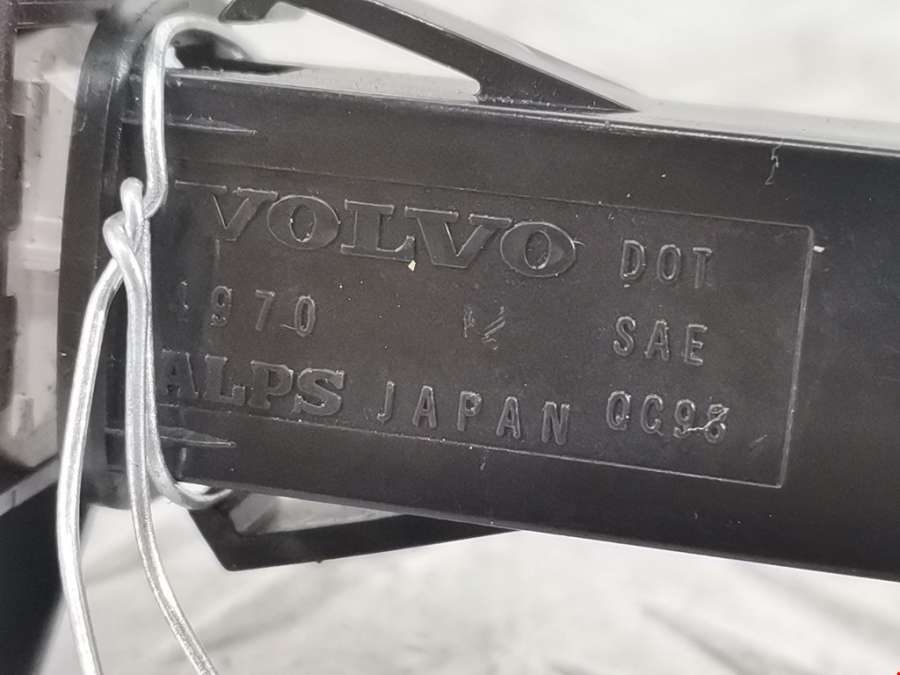 VOLVO DOT
970 SAE
ALPS JAPAN QC98